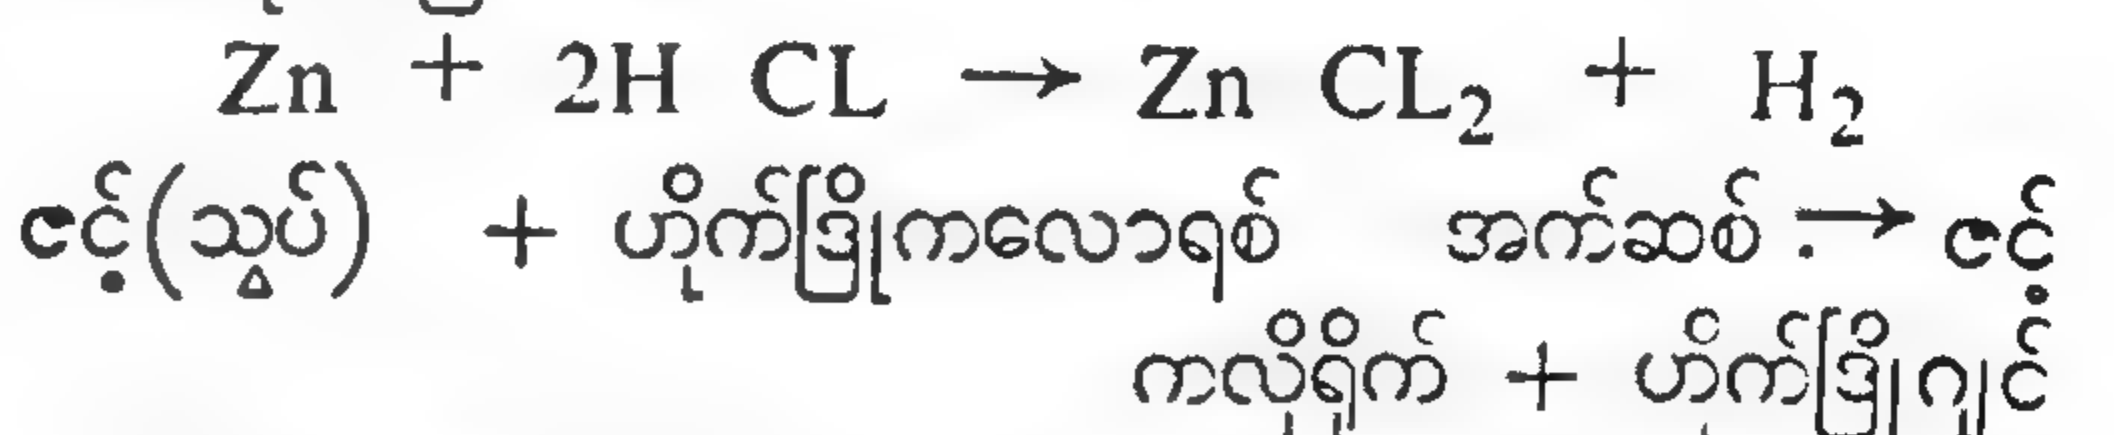 Zn + 2H CL → Zn CL₂ + H₂
ဇင့်(သွပ်) + ဟိုက်ဒြိုကလောရစ် အက်ဆစ် . → ဇင့်
ကလိုရိုက် + ဟိုက်ဒြိုဂျင်